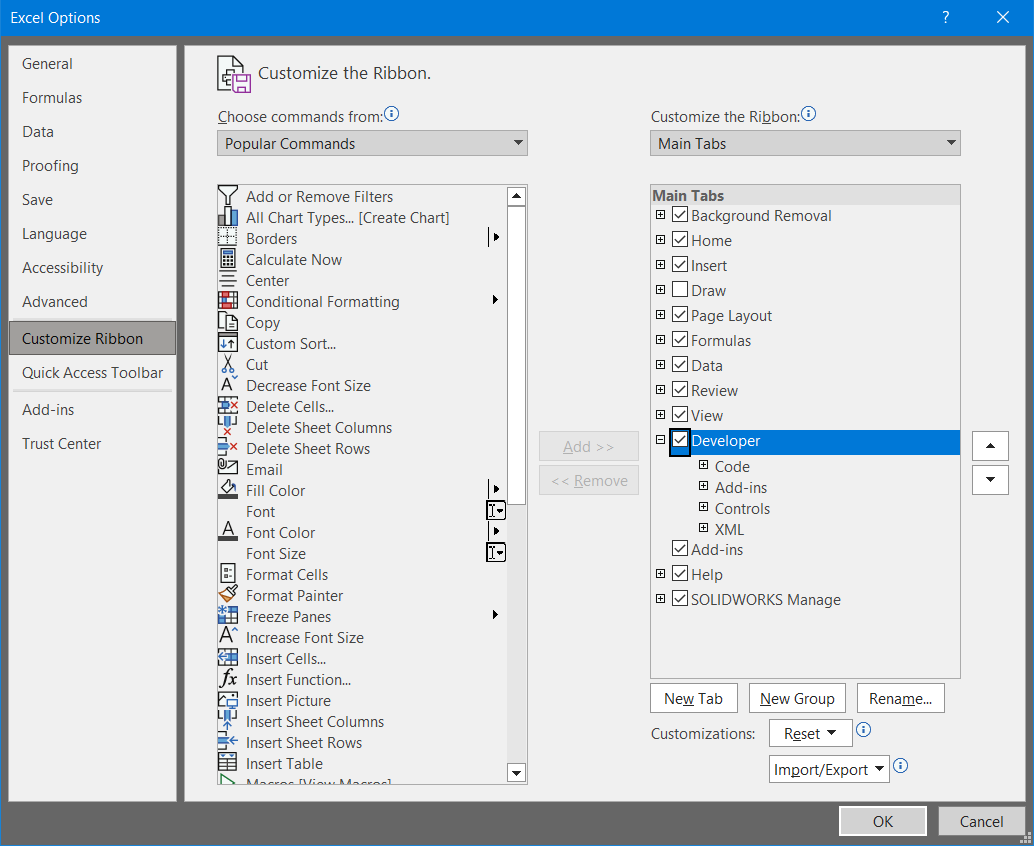 Excel Options
?
General
Formulas
Data
Proofing
Save
Language
Accessibility
Advanced
Customize Ribbon
Quick Access Toolbar
Add-ins
Trust Center
Customize the Ribbon.
Choose commands from:
Popular Commands
Add or Remove Filters
All Chart Types... [Create Chart]
Borders
Calculate Now
Center
Conditional Formatting
Copy
Custom Sort...
Cut
Decrease Font Size
Delete Cells...
Delete Sheet Columns
Delete Sheet Rows
Email
Fill Color
Font
Font Color
Font Size
Format Cells
Format Painter
Freeze Panes
Increase Font Size
Insert Cells...
Insert Function...
Insert Picture
Insert Sheet Columns
Insert Sheet Rows
Insert Table
Macros [View Macros]
Add >>
<< Remove
Customize the Ribbon:
Main Tabs
Main Tabs
Background Removal
Home
Insert
Draw
Page Layout
Formulas
Data
Review
View
Developer
Code
Add-ins
Controls
XML
Add-ins
Help
SOLIDWORKS Manage
New Tab
New Group
Rename...
Customizations:
Reset
Import/Export
OK
Cancel